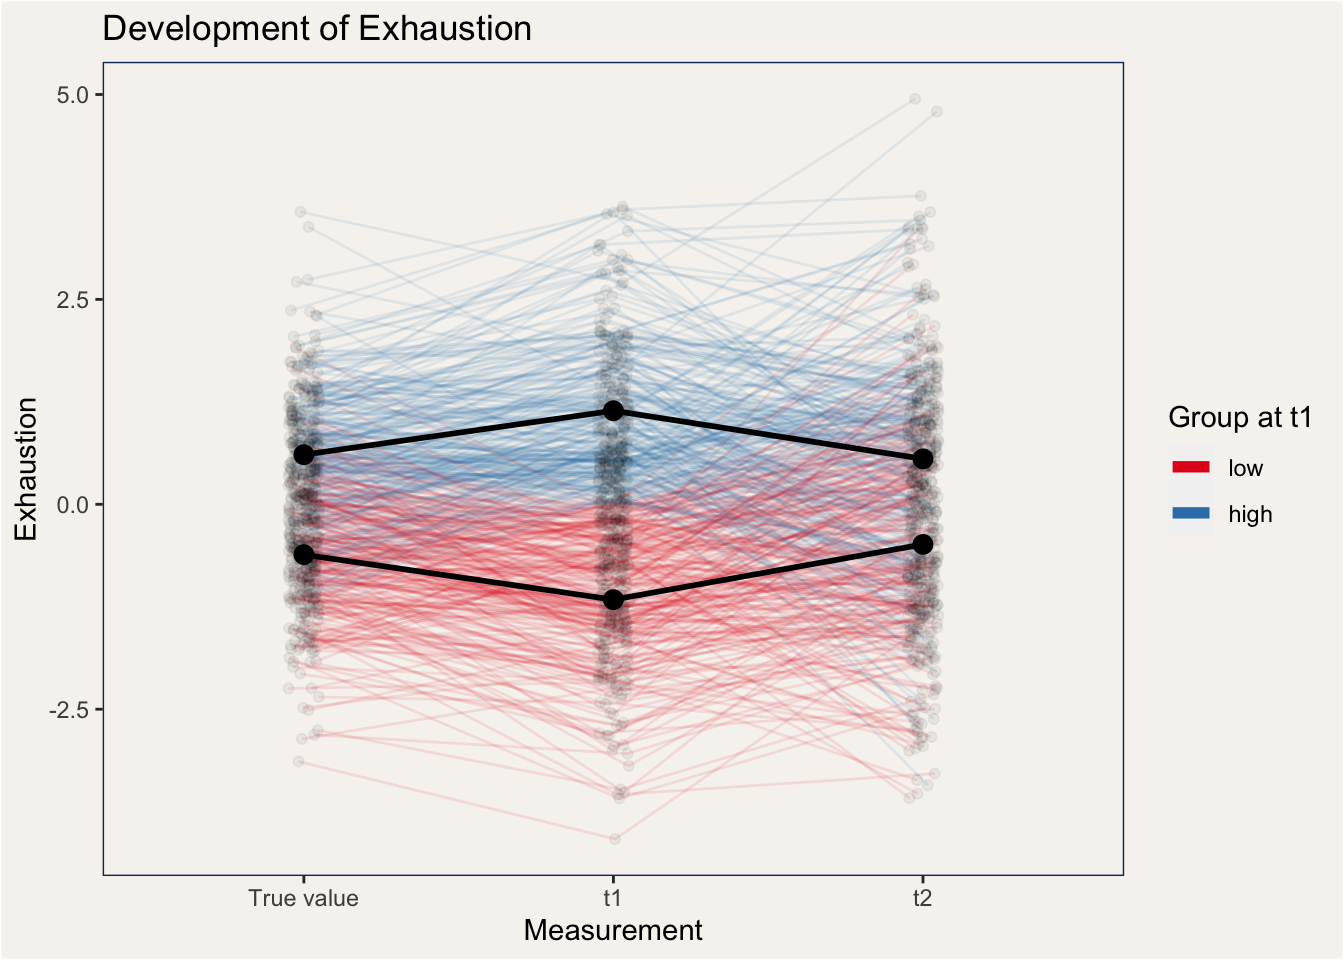 Development of Exhaustion
5.0
2.5
0.0
-2.5
Exhaustion
True value t1 t2
Measurement
Group at t1
low
high